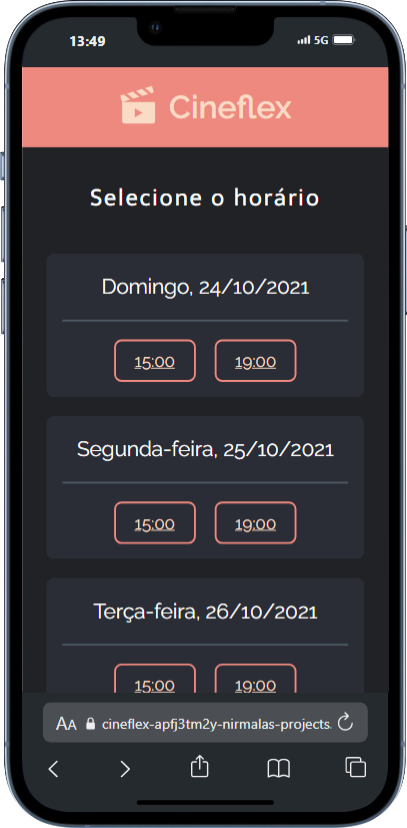 13:49
5G
Cineflex
Selecione o horário
Domingo, 24/10/2021
15:00 19:00
Segunda-feira, 25/10/2021
15:00 19:00
Terça-feira, 26/10/2021
15:00 19:00
AA cineflex-apfj3tm2y-nirmalas-projects.